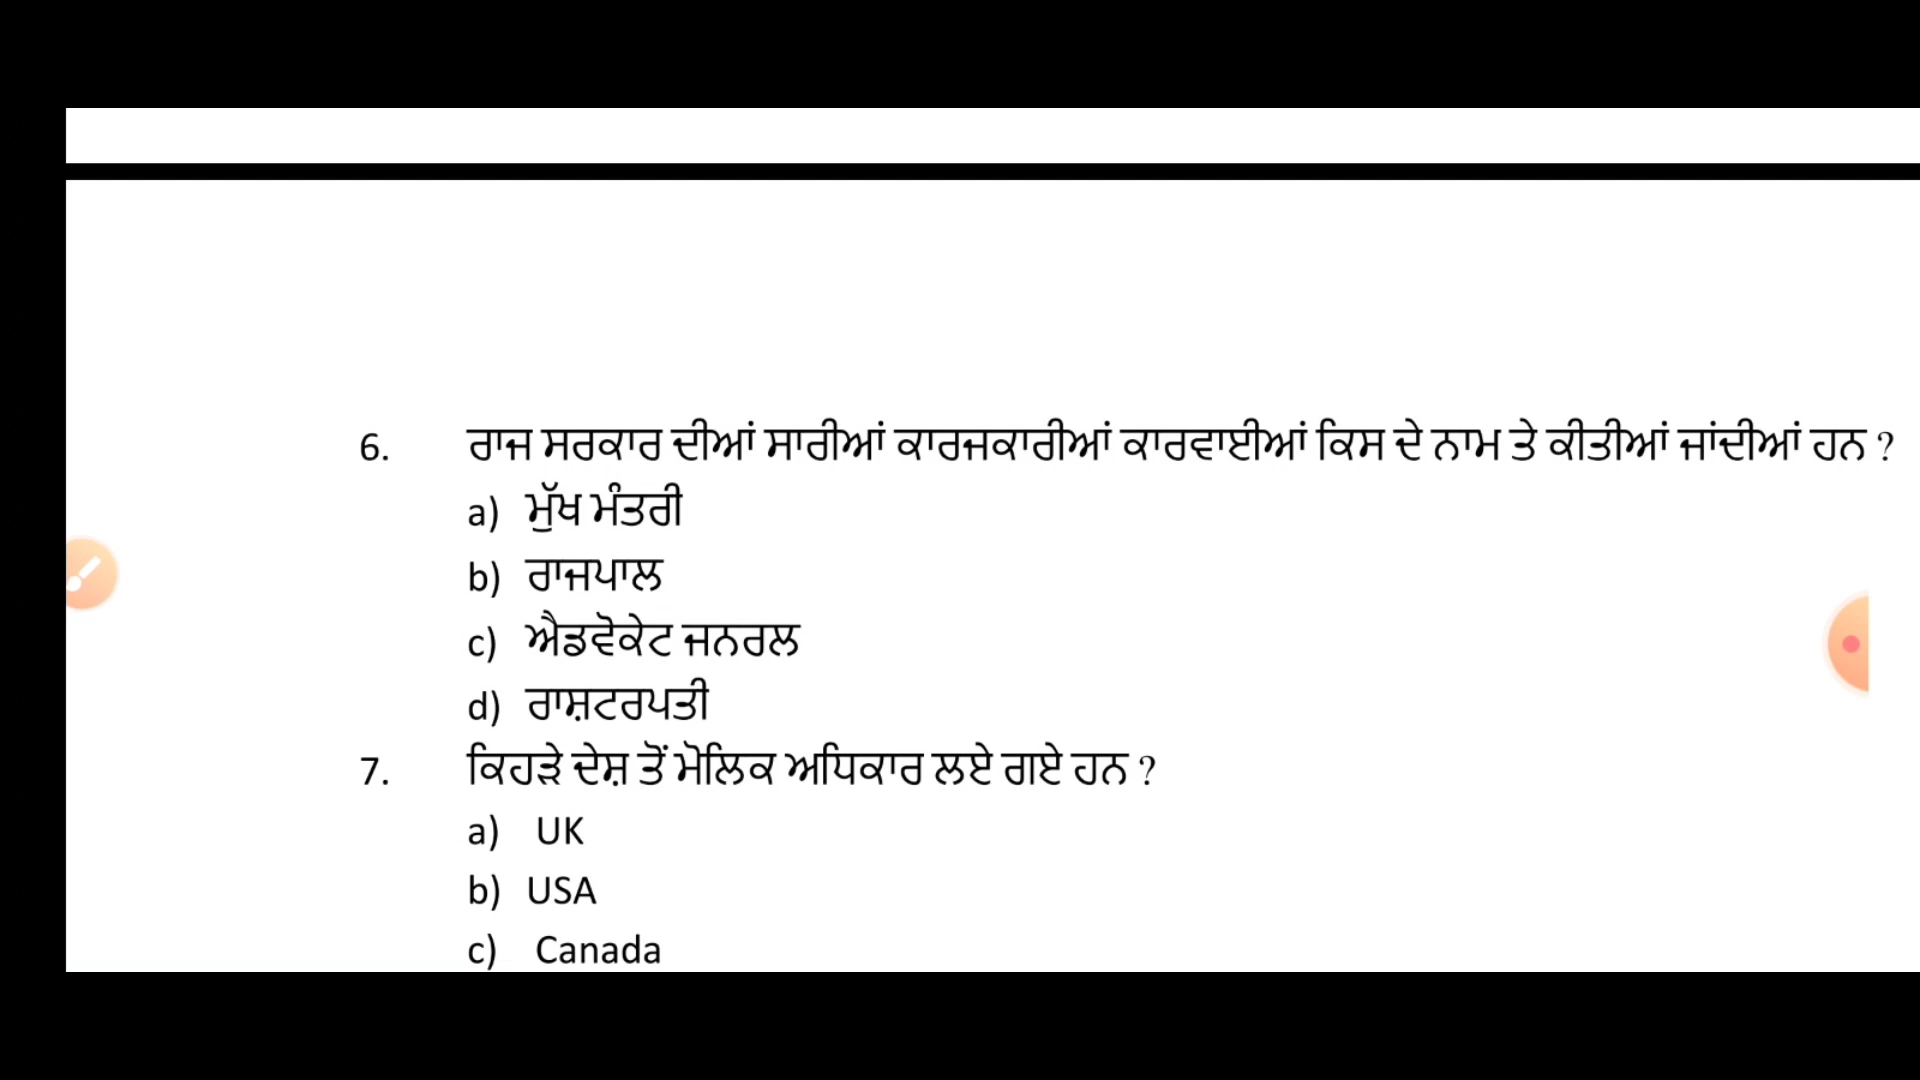 6. ਰਾਜ ਸਰਕਾਰ ਦੀਆਂ ਸਾਰੀਆਂ ਕਾਰਜਕਾਰੀਆਂ ਕਾਰਵਾਈਆਂ ਕਿਸ ਦੇ ਨਾਮ ਤੇ ਕੀਤੀਆਂ ਜਾਂਦੀਆਂ ਹਨ ?
a) ਮੁੱਖ ਮੰਤਰੀ
b) ਰਾਜਪਾਲ
c) ਐਡਵੋਕੇਟ ਜਨਰਲ
d) ਰਾਸ਼ਟਰਪਤੀ
7. ਕਿਹੜੇ ਦੇਸ਼ ਤੋਂ ਮੋਲਿਕ ਅਧਿਕਾਰ ਲਏ ਗਏ ਹਨ ?
a) UK
b) USA
c) Canada